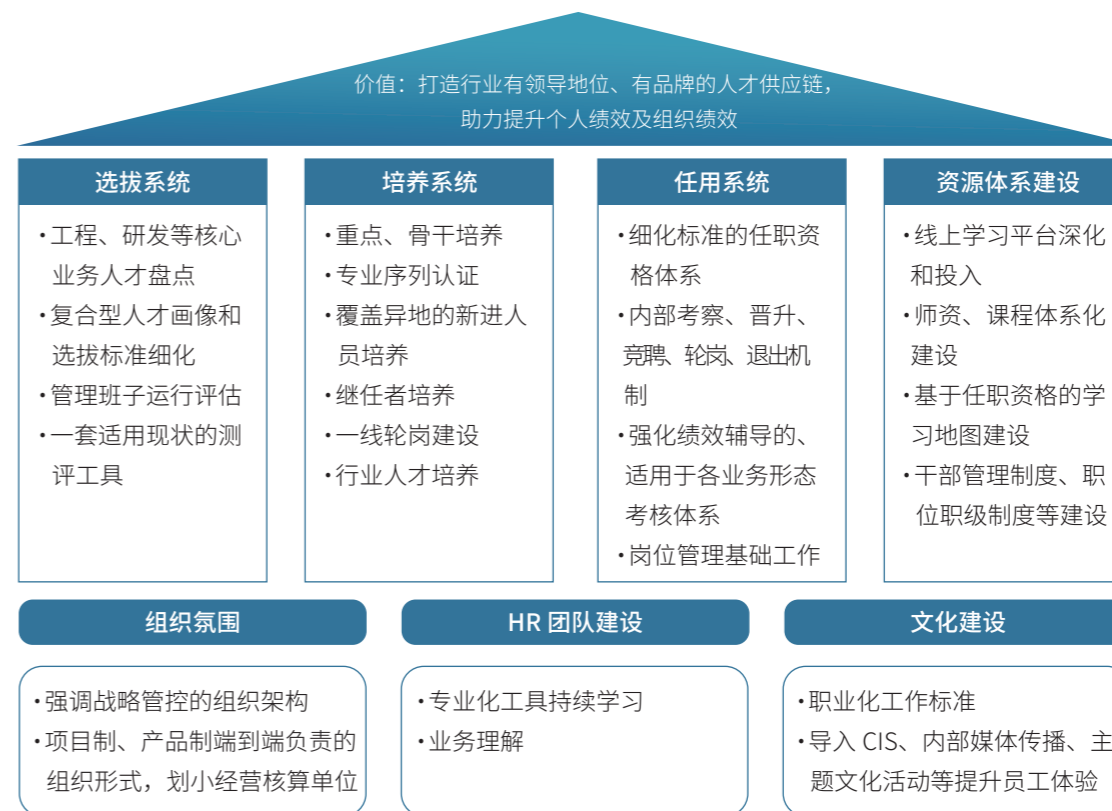 价值：打造行业有领导地位、有品牌的人才供应链，
助力提升个人绩效及组织绩效
选拔系统
·工程、研发等核心
业务人才盘点
·复合型人才画像和
选拔标准细化
·管理班子运行评估
·一套适用现状的测
评工具
培养系统
·重点、骨干培养
·专业序列认证
·覆盖异地的新进人
员培养
·继任者培养
·一线轮岗建设
·行业人才培养
任用系统
·细化标准的任职资
格体系
·内部考察、晋升、
竞聘、轮岗、退出机
制
·强化绩效辅导的、
适用于各业务形态
考核体系
·岗位管理基础工作
资源体系建设
·线上学习平台深化
和投入
·师资、课程体系化
建设
·基于任职资格的学
习地图建设
·干部管理制度、职
位职级制度等建设
组织氛围
·强调战略管控的组织架构
·项目制、产品制端到端负责的
组织形式，划小经营核算单位
HR 团队建设
·专业化工具持续学习
·业务理解
文化建设
·职业化工作标准
·导入 CIS、内部媒体传播、主
题文化活动等提升员工体验